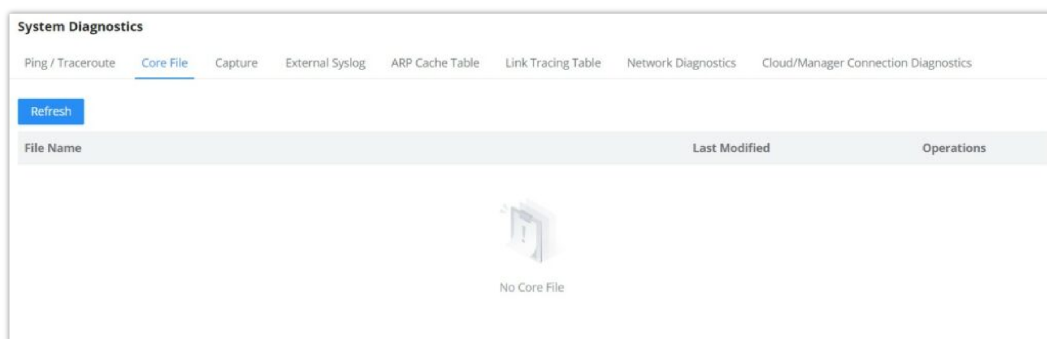 System Diagnostics
Ping / Traceroute Core File Capture External Syslog ARP Cache Table Link Tracing Table Network Diagnostics Cloud/Manager Connection Diagnostics
Refresh
File Name Last Modified Operations
No Core File